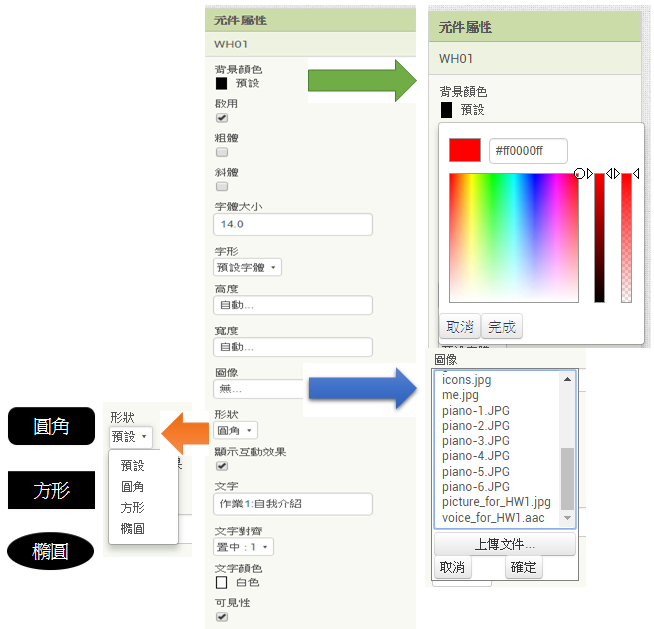 元件屬性
WH01
背景顏色
預設
啟用
粗體
斜體
字體大小
14.0
字形
預設字體
高度
自動...
寬度
自動...
圖像
無...
形狀
圓角
顯示互動效果
文字
作業1:自我介紹
文字對齊
置中 : 1
文字顏色
白色
可見性
元件屬性
WH01
背景顏色
預設
#ff0000ff
取消
完成
圖像
icons.jpg
me.jpg
piano-1.JPG
piano-2.JPG
piano-3.JPG
piano-4.JPG
piano-5.JPG
piano-6.JPG
picture_for_HW1.jpg
voice_for_HW1.aac
上傳文件...
取消
確定
形狀
預設
預設
圓角
方形
橢圓
圓角
方形
橢圓